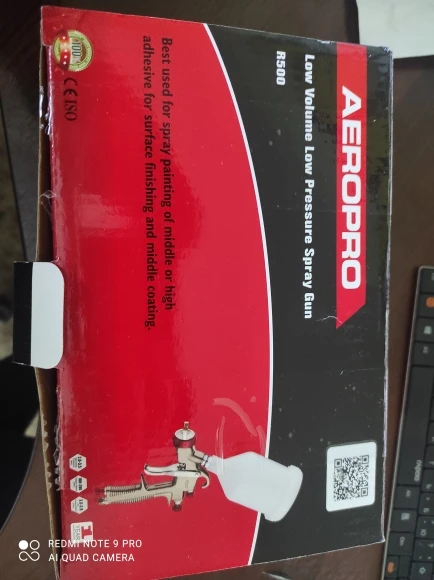 AEROPRO
Low Volume Low Pressure Spray Gun
R500
Best used for spray painting of middle or high
adhesive for surface finishing and middle coating.
CE ISO
REDMI NOTE 9 PRO
AI QUAD CAMERA